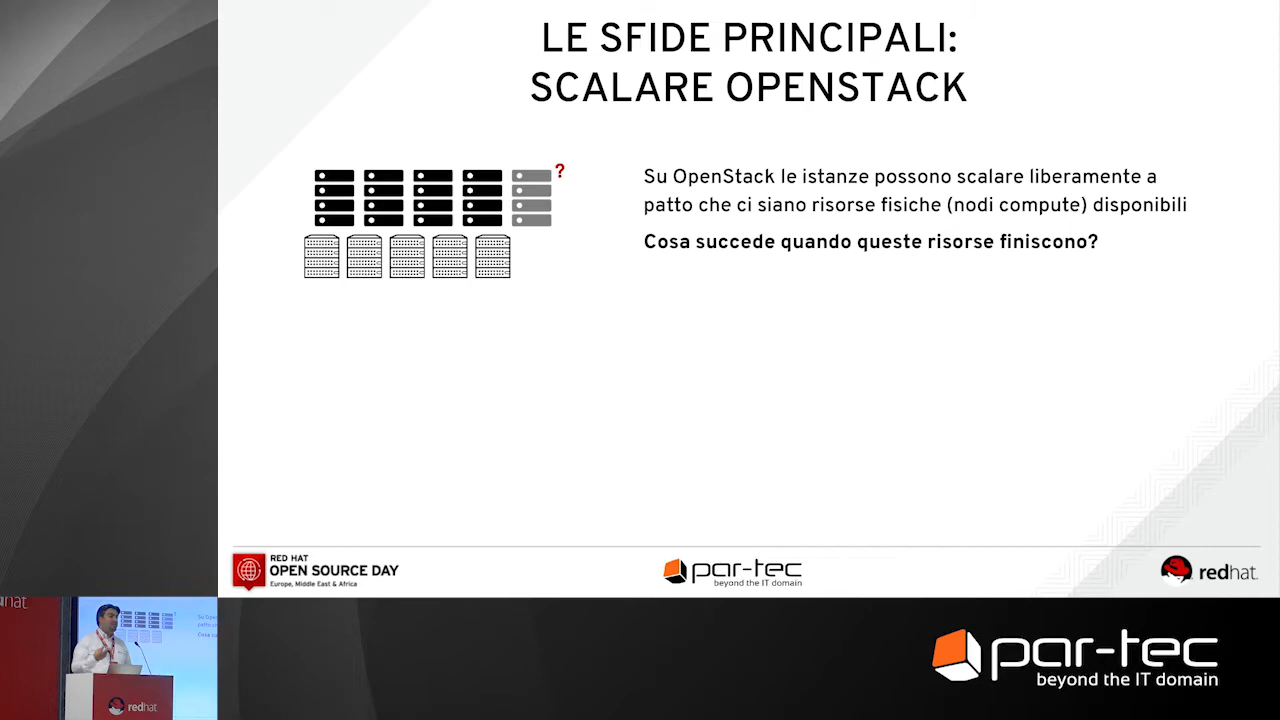 LE SFIDE PRINCIPALI:
SCALARE OPENSTACK
?
Su OpenStack le istanze possono scalare liberamente a
patto che ci siano risorse fisiche (nodi compute) disponibili
Cosa succede quando queste risorse finiscono?
RED HAT
OPEN SOURCE DAY
Europe, Middle East & Africa
par-tec
beyond the IT domain
redhat.
redhat
par-tec
beyond the IT domain